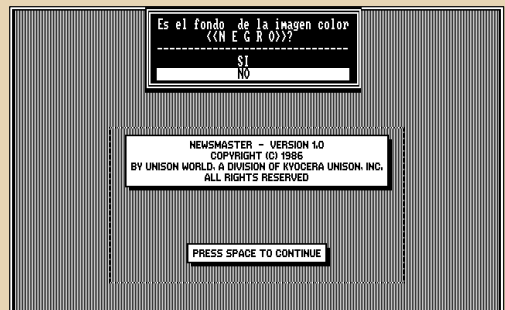 Es el fondo de la imagen color
<<N E G R O>>?
------------------------------
SI
NO
NEWSMASTER - VERSION 1.0
COPYRIGHT (C) 1986
BY UNISON WORLD, A DIVISION OF KYOCERA UNISON, INC.
ALL RIGHTS RESERVED
PRESS SPACE TO CONTINUE